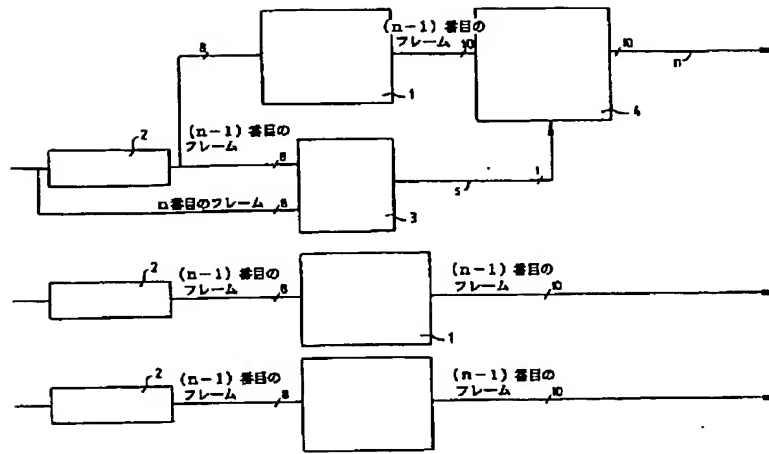 (n-1) 番目の
フレーム
8
10
10
n
1
4
2
(n-1) 番目の
フレーム
8
n番目のフレーム
8
s
1
3
2
(n-1) 番目の
フレーム
8
(n-1) 番目の
フレーム
10
1
2
(n-1) 番目の
フレーム
8
(n-1) 番目の
フレーム
10